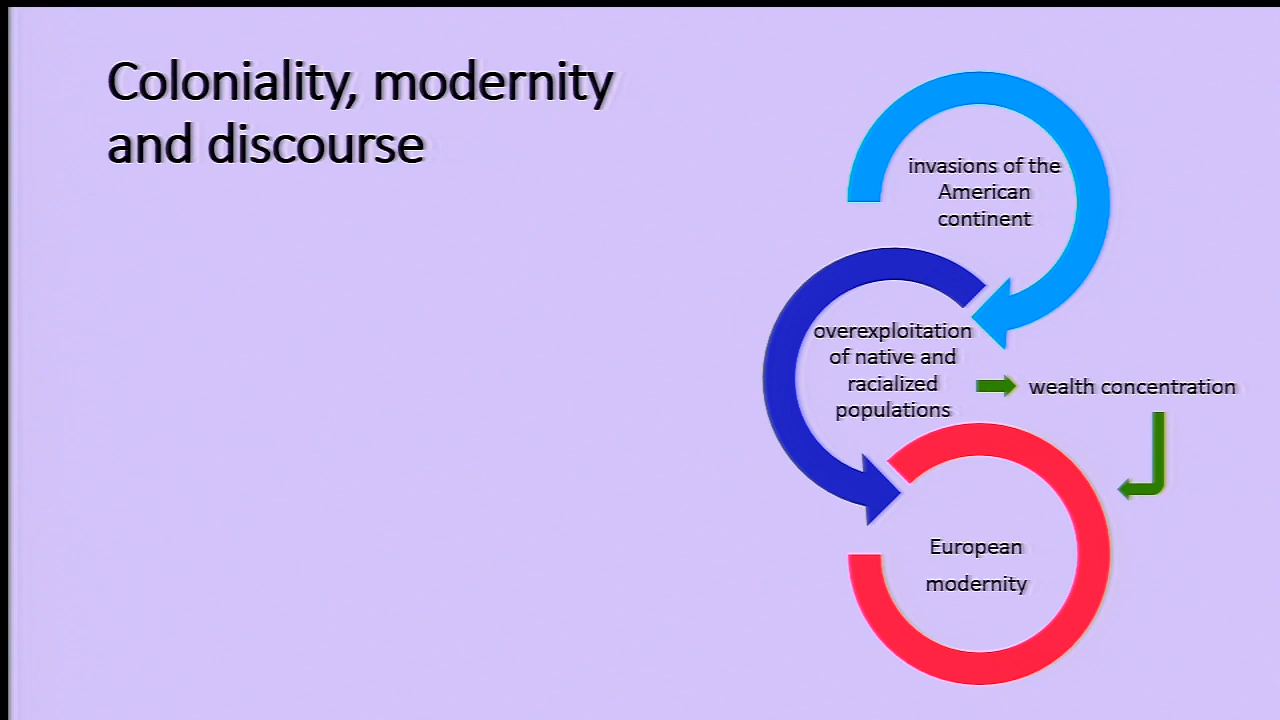 Coloniality, modernity
and discourse
invasions of the
American
continent
overexploitation
of native and
racialized
populations
wealth concentration
European
modernity